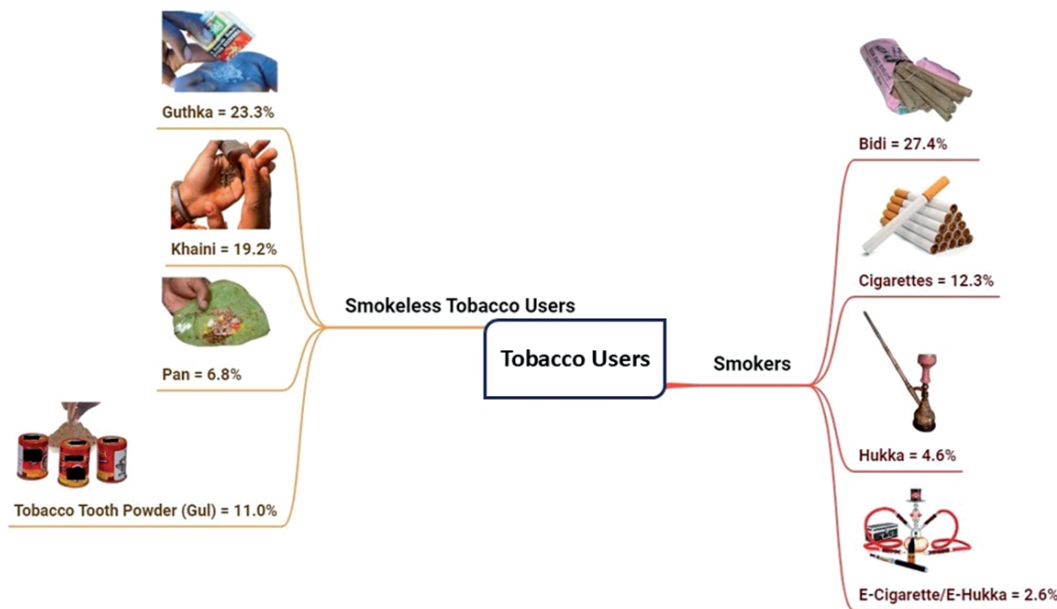 Guthka = 23.3%
Khaini = 19.2%
Pan = 6.8%
Tobacco Tooth Powder (Gul) = 11.0%
Smokeless Tobacco Users
Tobacco Users
Smokers
Bidi = 27.4%
Cigarettes = 12.3%
Hukka = 4.6%
E-Cigarette/E-Hukka = 2.6%